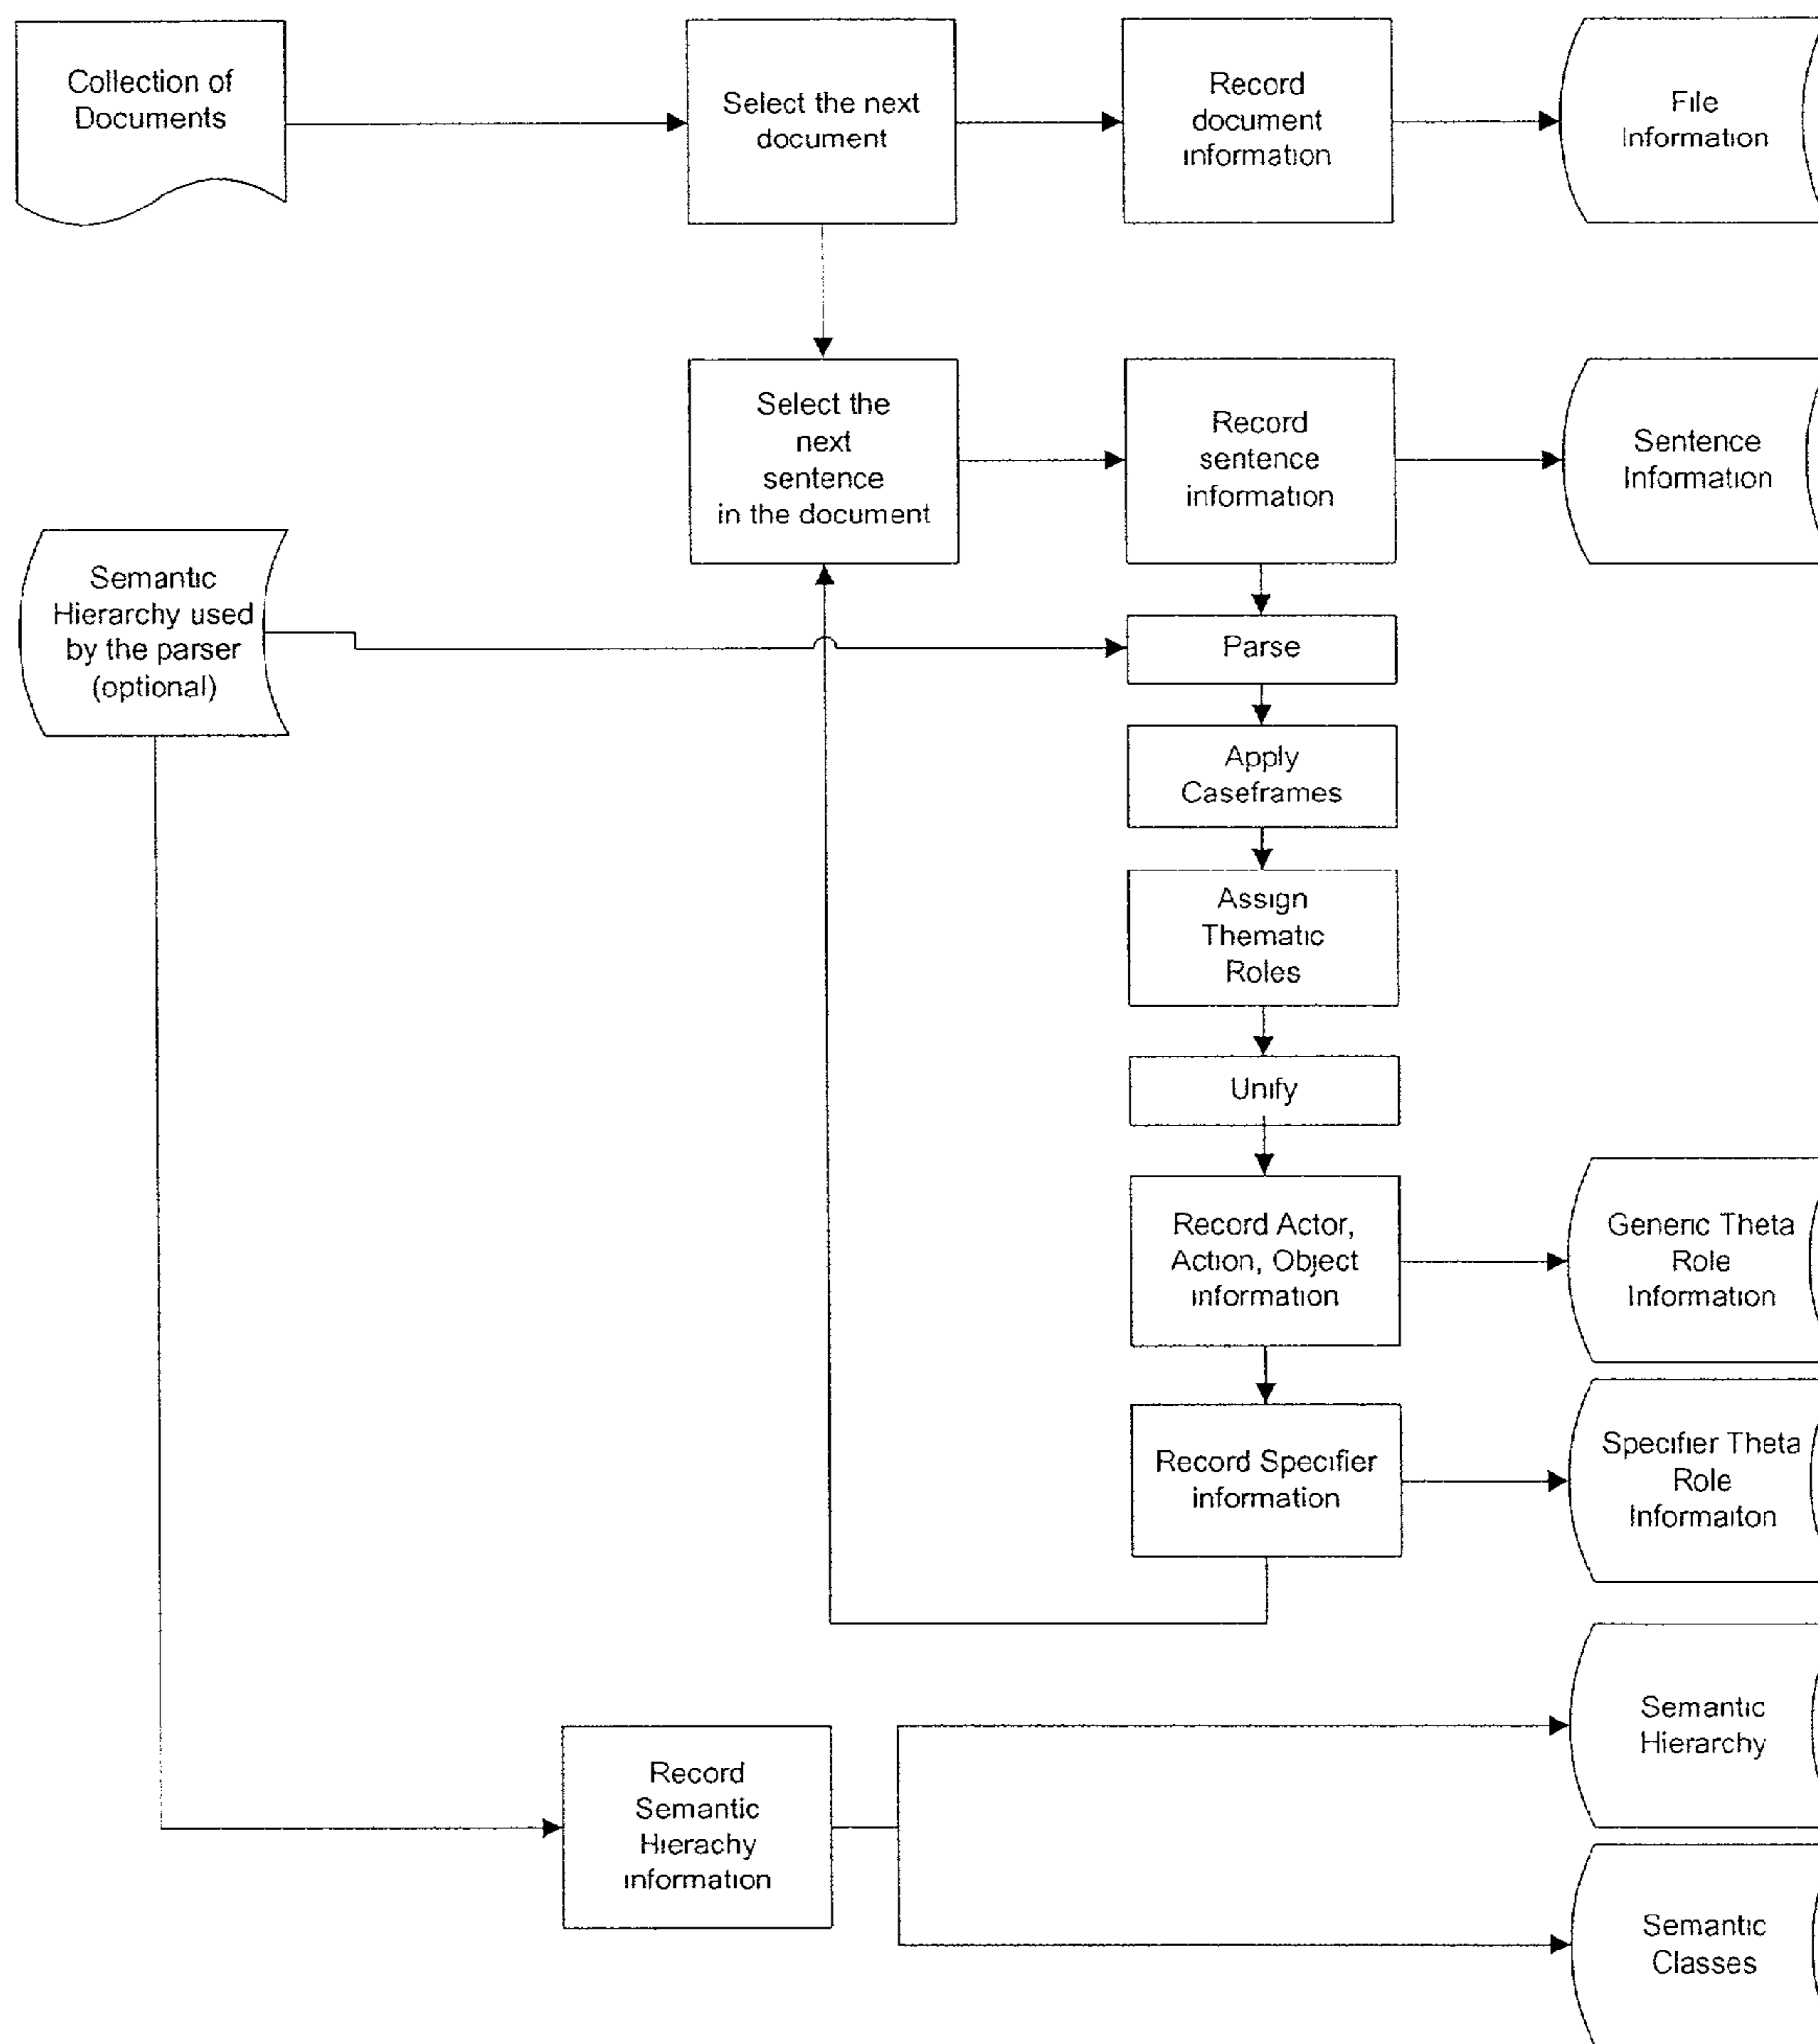 Collection of
Documents
Select the next
document
Record
document
information
File
Information
Select the
next
sentence
in the document
Record
sentence
information
Sentence
Information
Semantic
Hierarchy used
by the parser
(optional)
Parse
Apply
Caseframes
Assign
Thematic
Roles
Unify
Record Actor,
Action, Object
information
Generic Theta
Role
Information
Record Specifier
information
Specifier Theta
Role
Informaiton
Record
Semantic
Hierachy
information
Semantic
Hierarchy
Semantic
Classes